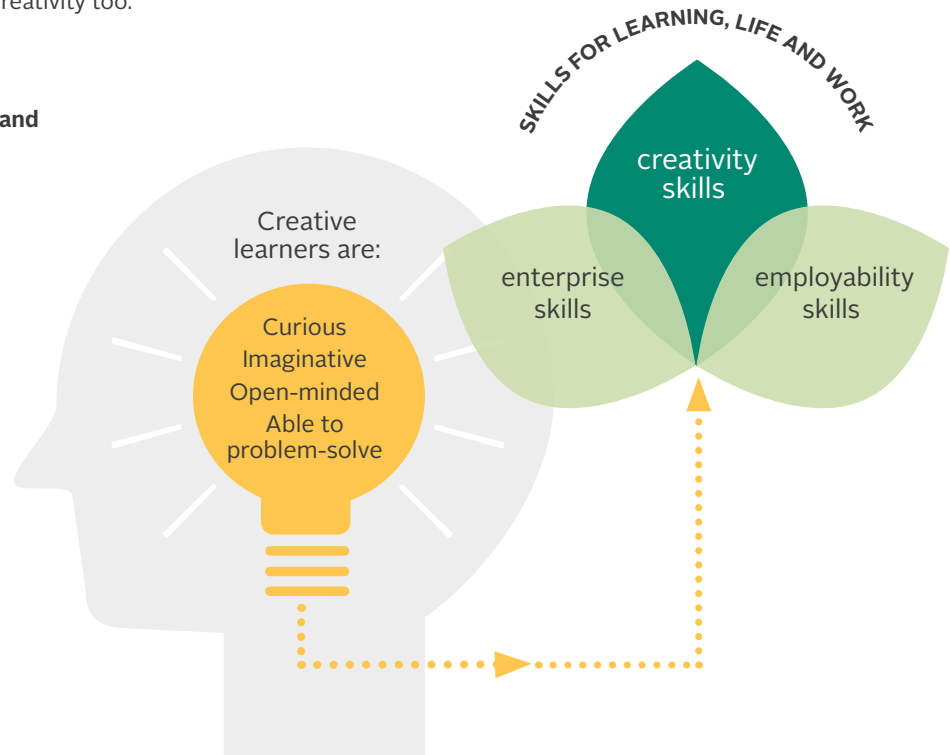 creativity too.
and
SKILLS FOR LEARNING, LIFE AND WORK
creativity
skills
enterprise
skills
employability
skills
Creative
learners are:
Curious
Imaginative
Open-minded
Able to
problem-solve